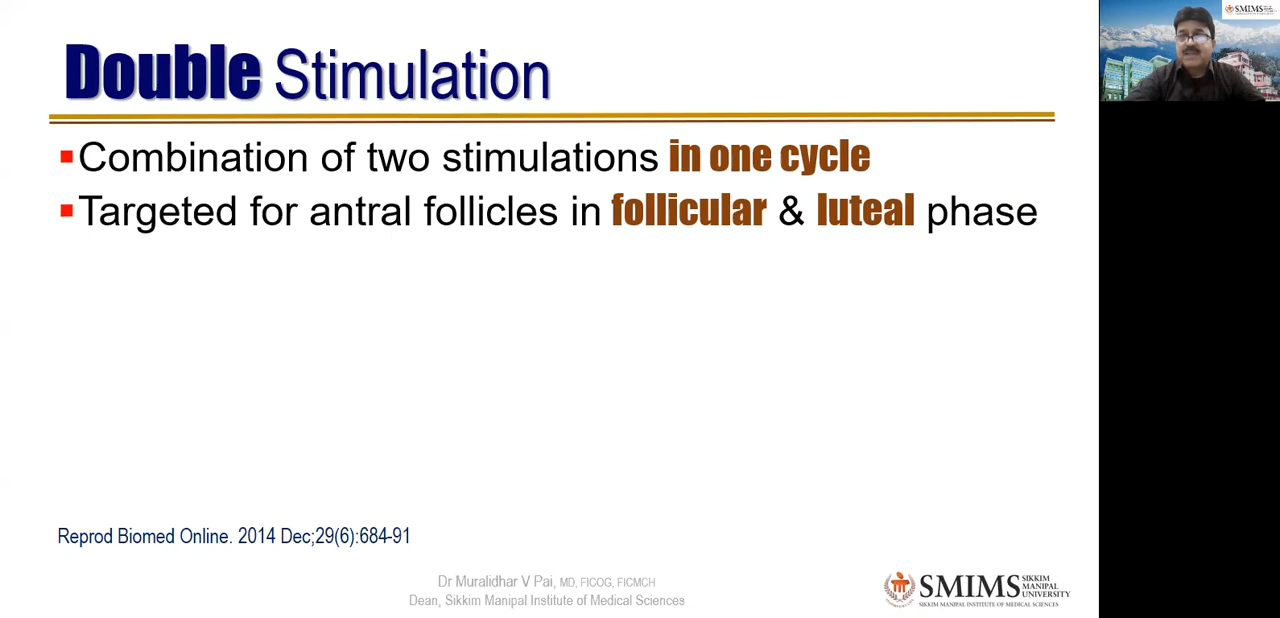 Double Stimulation
Combination of two stimulations in one cycle
Targeted for antral follicles in follicular & luteal phase
Reprod Biomed Online. 2014 Dec;29(6):684-91
Dr Muralidhar V Pai, MD, FICOG, FICMCH
Dean, Sikkim Manipal Institute of Medical Sciences
SMIMS SIKKIM
MANIPAL
UNIVERSITY
SIKKIM MANIPAL INSTITUTE OF MEDICAL SCIENCES
SMIMS